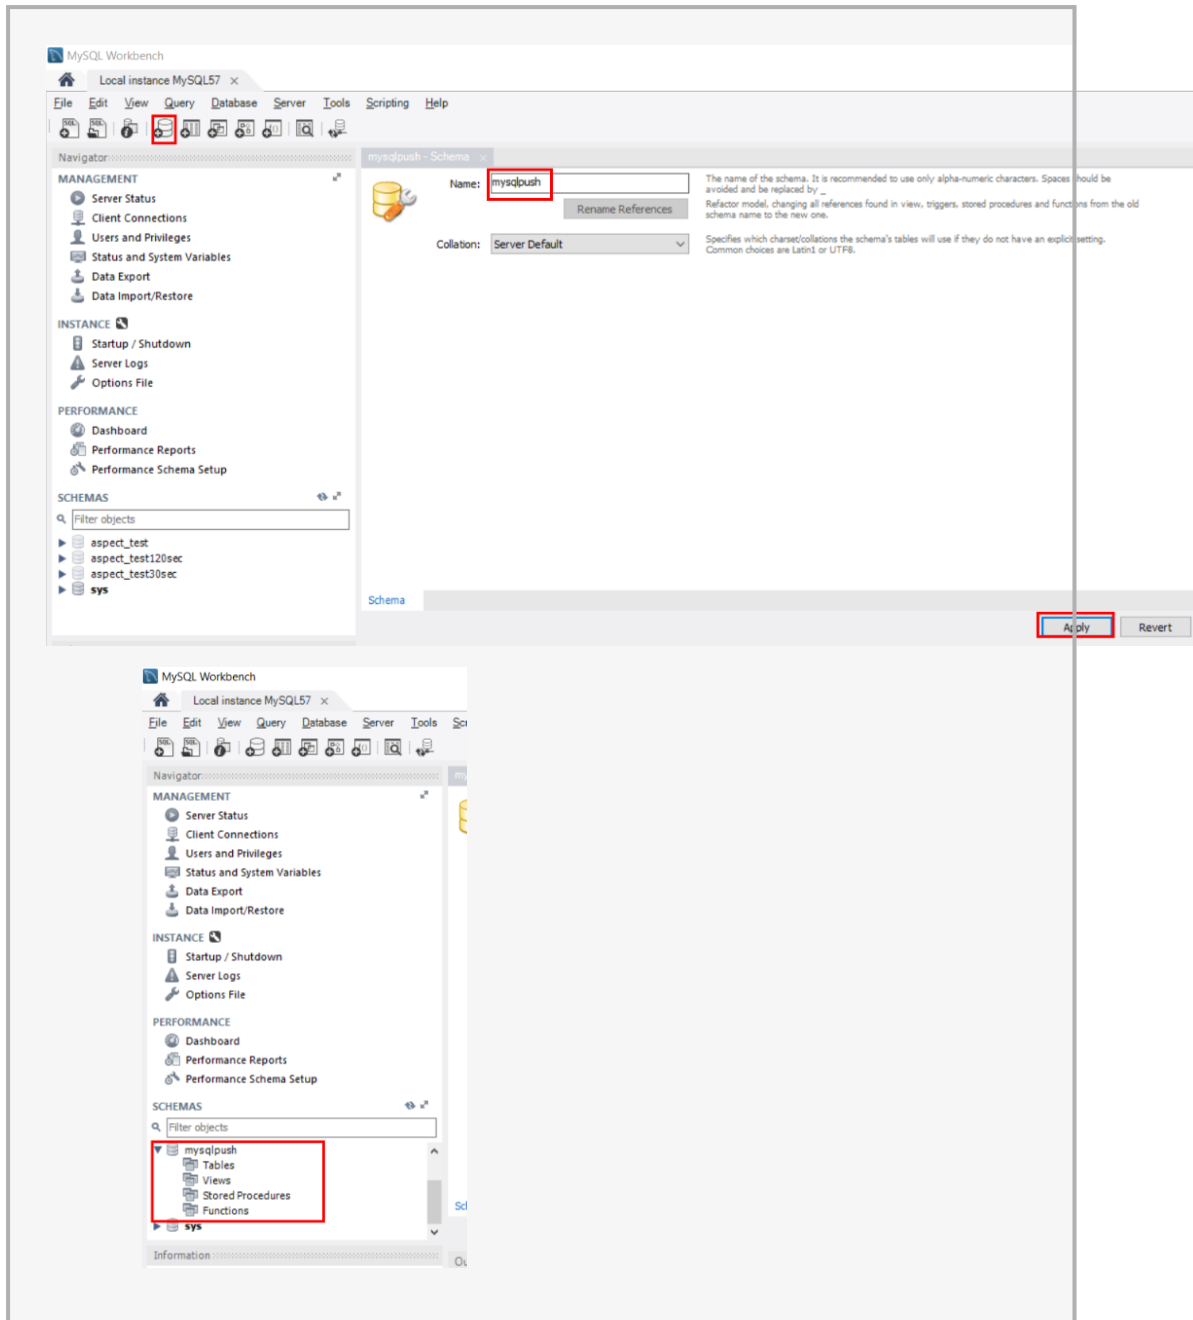 MySQL Workbench
Local instance MySQL57 ×
File Edit View Query Database Server Tools Scripting Help
Navigator
MANAGEMENT
Server Status
Client Connections
Users and Privileges
Status and System Variables
Data Export
Data Import/Restore
INSTANCE
Startup / Shutdown
Server Logs
Options File
PERFORMANCE
Dashboard
Performance Reports
Performance Schema Setup
SCHEMAS
Filter objects
aspect_test
aspect_test120sec
aspect_test30sec
sys
mysqlpush - Schema ×
Name: mysqlpush
The name of the schema. It is recommended to use only alpha-numeric characters. Spaces should be
avoided and be replaced by _
Rename References
Refactor model, changing all references found in view, triggers, stored procedures and functions from the old
schema name to the new one.
Collation: Server Default
Specifies which charset/collations the schema's tables will use if they do not have an explicit setting.
Common choices are Latin1 or UTF8.
Schema
Apply Revert
MySQL Workbench
Local instance MySQL57 ×
File Edit View Query Database Server Tools Scr
Navigator
MANAGEMENT
Server Status
Client Connections
Users and Privileges
Status and System Variables
Data Export
Data Import/Restore
INSTANCE
Startup / Shutdown
Server Logs
Options File
PERFORMANCE
Dashboard
Performance Reports
Performance Schema Setup
SCHEMAS
Filter objects
mysqlpush
Tables
Views
Stored Procedures
Functions
sys
Information